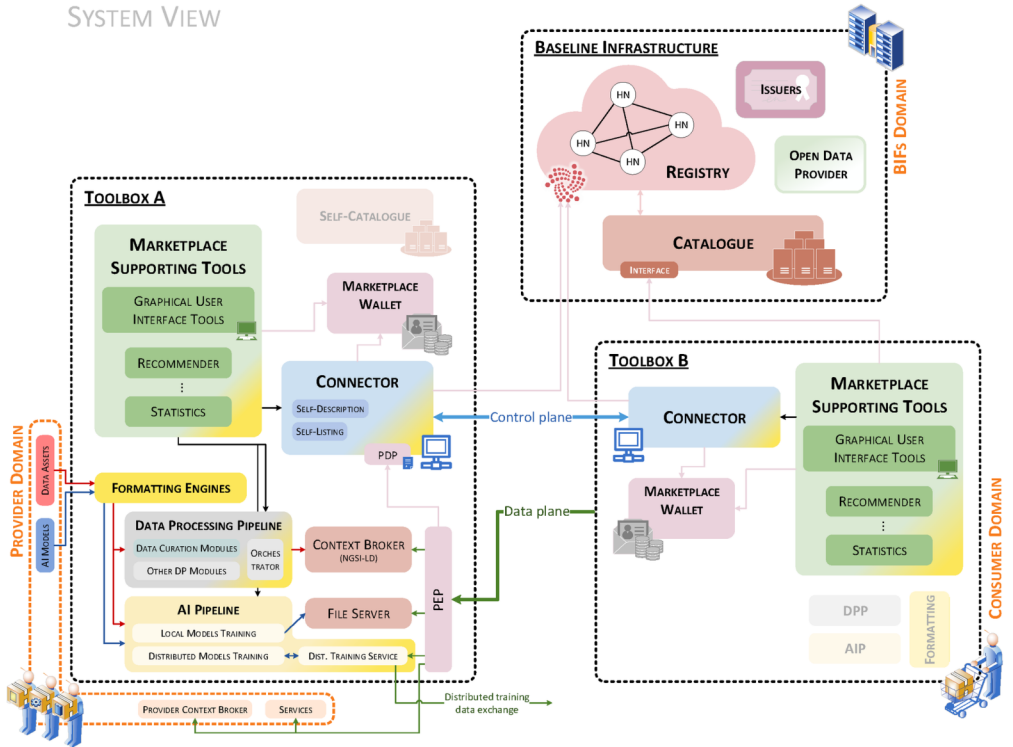 SYSTEM VIEW
BASELINE INFRASTRUCTURE
HN
HN
HN
HN
REGISTRY
ISSUERS
OPEN DATA
PROVIDER
CATALOGUE
INTERFACE
BIFS DOMAIN
TOOLBOX A
SELF-CATALOGUE
MARKETPLACE
SUPPORTING TOOLS
GRAPHICAL USER
INTERFACE TOOLS
RECOMMENDER
⋮
STATISTICS
MARKETPLACE
WALLET
CONNECTOR
SELF-DESCRIPTION
SELF-LISTING
PDP
Control plane
Data plane
PROVIDER DOMAIN
DATA ASSETS
AI MODELS
FORMATTING ENGINES
DATA PROCESSING PIPELINE
DATA CURATION MODULES
OTHER DP MODULES
ORCHES
TRATOR
CONTEXT BROKER
(NGSI-LD)
AI PIPELINE
LOCAL MODELS TRAINING
DISTRIBUTED MODELS TRAINING
DIST. TRAINING SERVICE
FILE SERVER
PEP
PROVIDER CONTEXT BROKER
SERVICES
Distributed training
data exchange
TOOLBOX B
CONNECTOR
MARKETPLACE
WALLET
MARKETPLACE
SUPPORTING TOOLS
GRAPHICAL USER
INTERFACE TOOLS
RECOMMENDER
⋮
STATISTICS
DPP
AIP
FORMATTING
CONSUMER DOMAIN